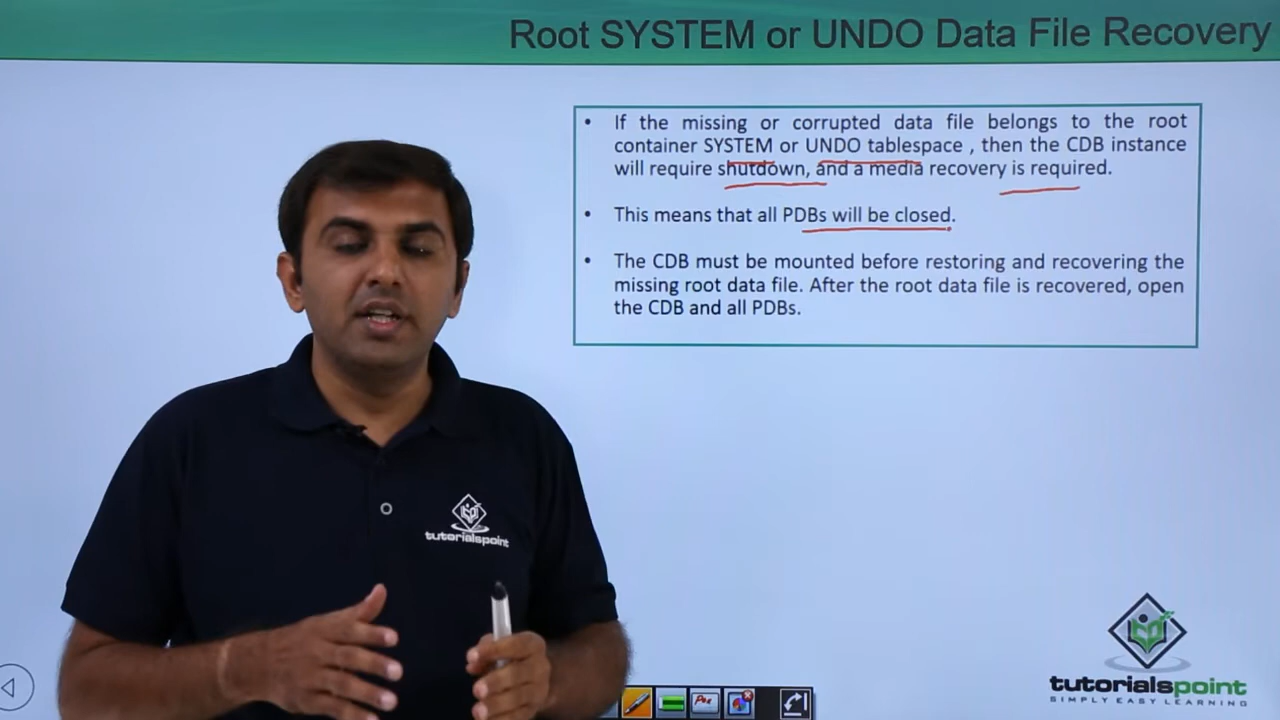 Root SYSTEM or UNDO Data File Recovery
• If the missing or corrupted data file belongs to the root
container SYSTEM or UNDO tablespace , then the CDB instance
will require shutdown, and a media recovery is required.
• This means that all PDBs will be closed.
• The CDB must be mounted before restoring and recovering the
missing root data file. After the root data file is recovered, open
the CDB and all PDBs.
tutorialspoint
tutorialspoint
SIMPLY EASY LEARNING
Pen